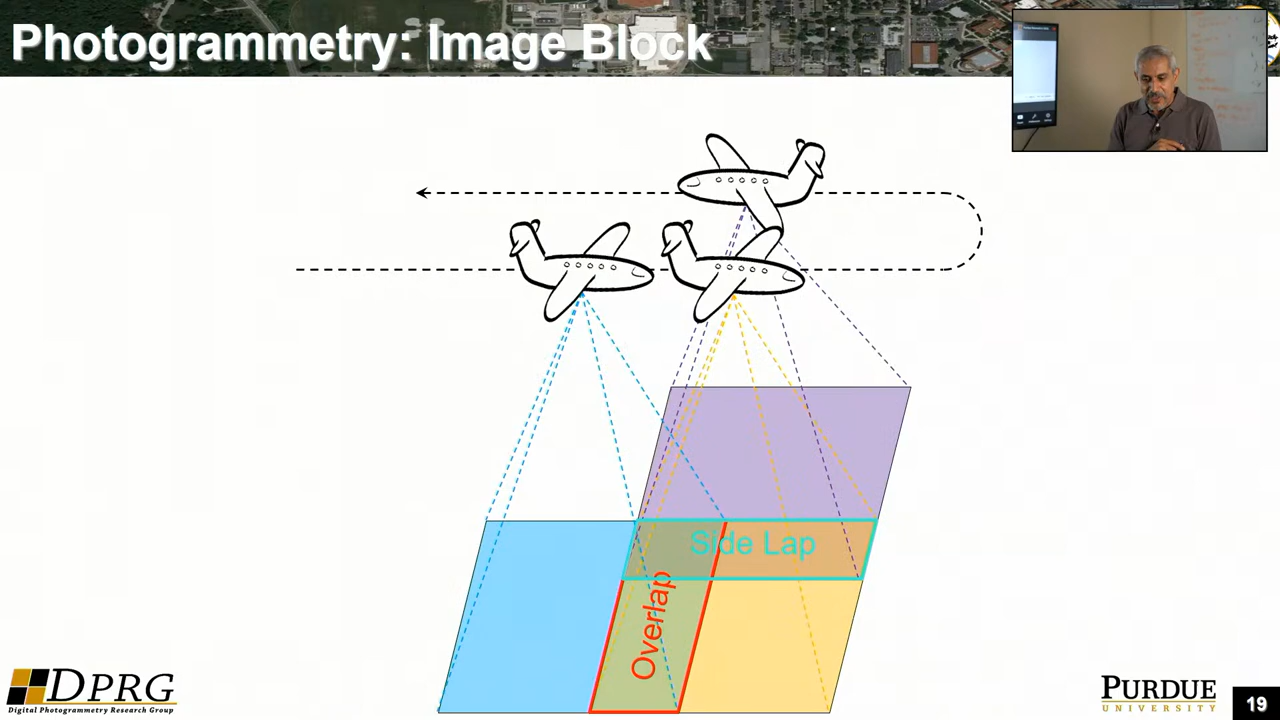 Photogrammetry: Image Block
Side Lap
Overlap
DPRG
Digital Photogrammetry Research Group
PURDUE
UNIVERSITY
19